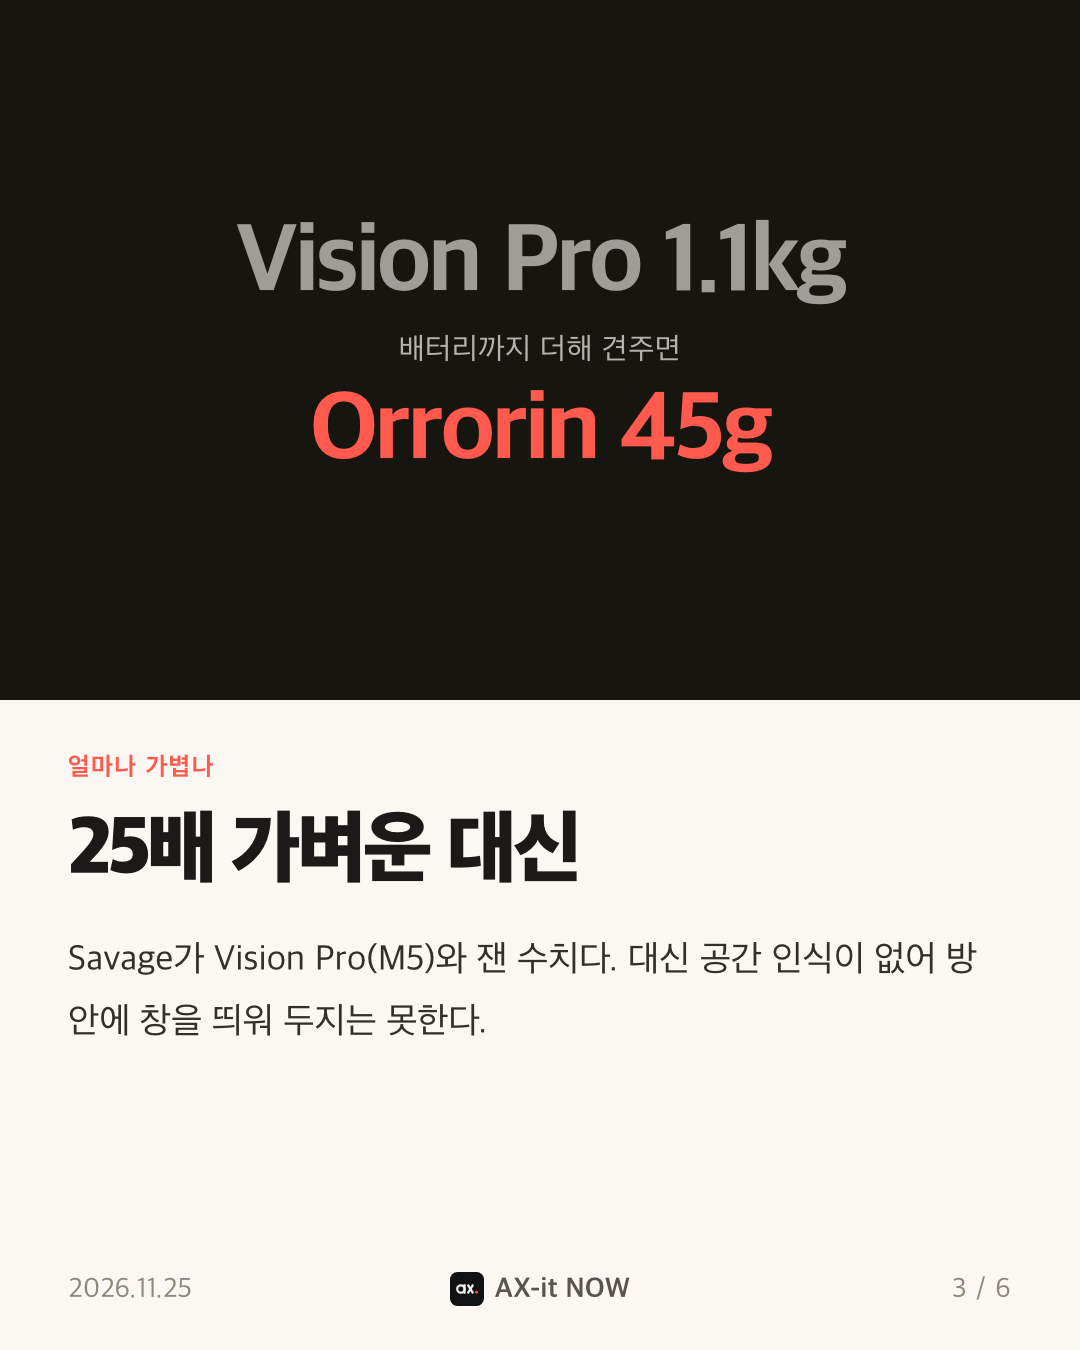 Vision Pro 1.1kg
배터리까지 더해 견주면
Orrorin 45g
얼마나 가볍나
25배 가벼운 대신
Savage가 Vision Pro(M5)와 잰 수치다. 대신 공간 인식이 없어 방
안에 창을 띄워 두지는 못한다.
2026.11.25
ax.
AX-it NOW
3 / 6